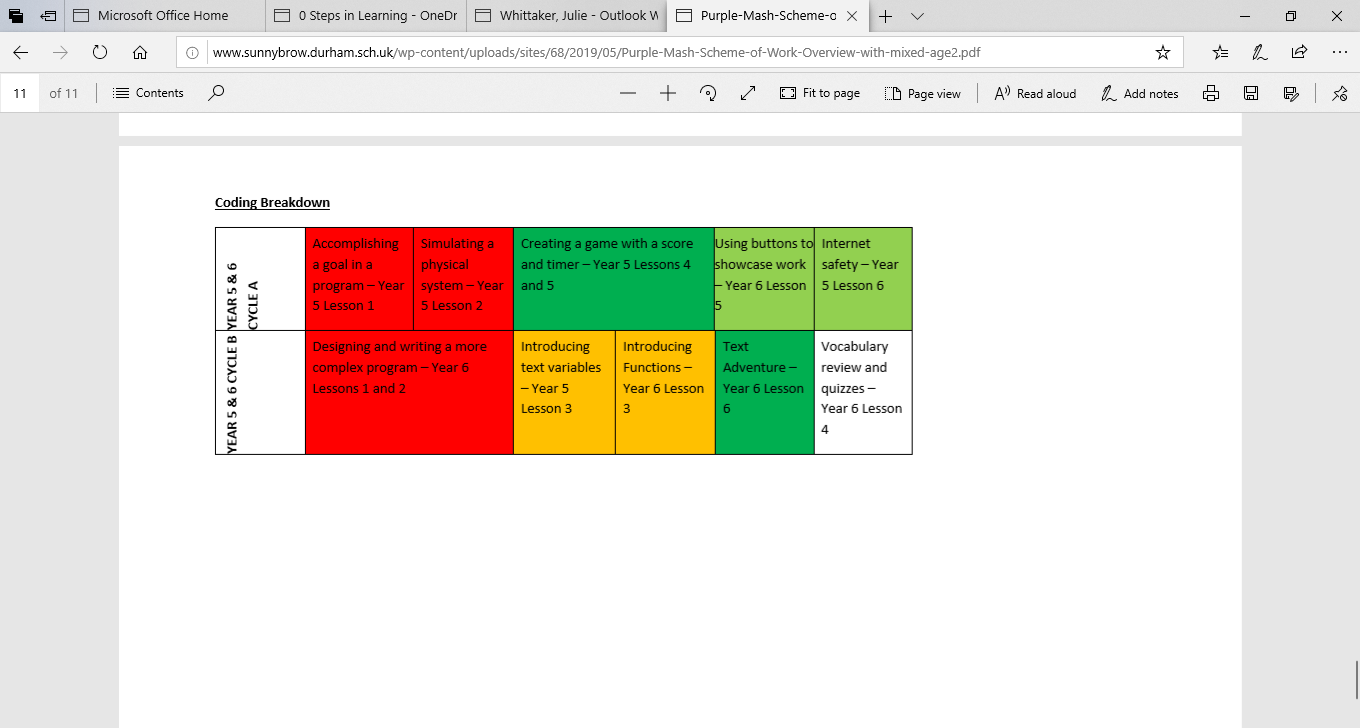 Microsoft Office Home
0 Steps in Learning - OneDr
Whittaker, Julie - Outlook W
Purple-Mash-Scheme-o
www.sunnybrow.durham.sch.uk/wp-content/uploads/sites/68/2019/05/Purple-Mash-Scheme-of-Work-Overview-with-mixed-age2.pdf
11 of 11
Contents
Fit to page
Page view
Read aloud
Add notes
Coding Breakdown
YEAR 5 & 6
CYCLE A
Accomplishing
a goal in a
program – Year
5 Lesson 1
Simulating a
physical
system – Year
5 Lesson 2
Creating a game with a score
and timer – Year 5 Lessons 4
and 5
Using buttons to
showcase work
– Year 6 Lesson
5
Internet
safety – Year
5 Lesson 6
YEAR 5 & 6 CYCLE B
Designing and writing a more
complex program – Year 6
Lessons 1 and 2
Introducing
text variables
– Year 5
Lesson 3
Introducing
Functions –
Year 6 Lesson
3
Text
Adventure –
Year 6 Lesson
6
Vocabulary
review and
quizzes –
Year 6 Lesson
4